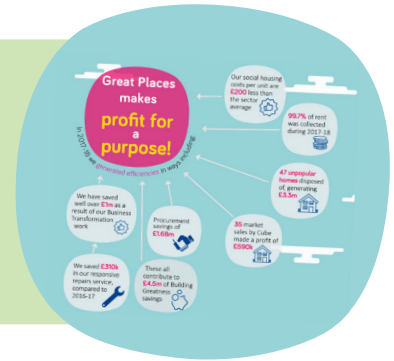 Great Places
makes
profit for
a
purpose!
In 2017-18 we generated efficiencies in ways including:
Our social housing
costs per unit are
£200 less than
the sector
average
99.7% of rent
was collected
during 2017-18
47 unpopular
homes disposed
of, generating
£3.3m
35 market
sales by Cube
made a profit of
£590k
Procurement
savings of
£1.68m
These all
contribute to
£4.5m of Building
Greatness
savings
We have saved
well over £1m as a
result of our Business
Transformation
work
We saved £310k
in our responsive
repairs service,
compared to
2016-17